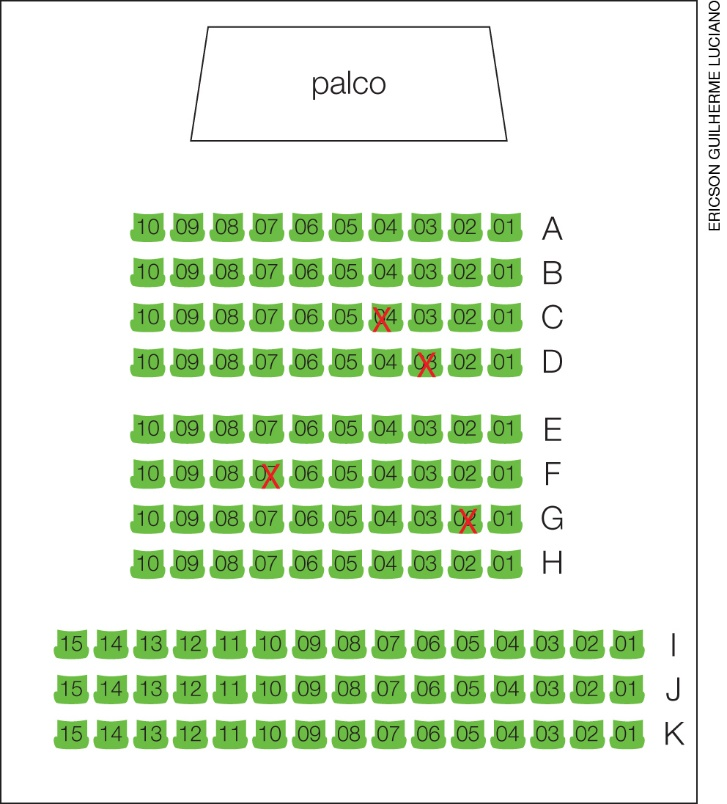 palco
10 09 08 07 06 05 04 03 02 01 A
10 09 08 07 06 05 04 03 02 01 B
10 09 08 07 06 05 04 03 02 01 C
10 09 08 07 06 05 04 03 02 01 D
10 09 08 07 06 05 04 03 02 01 E
10 09 08 07 06 05 04 03 02 01 F
10 09 08 07 06 05 04 03 02 01 G
10 09 08 07 06 05 04 03 02 01 H
15 14 13 12 11 10 09 08 07 06 05 04 03 02 01 I
15 14 13 12 11 10 09 08 07 06 05 04 03 02 01 J
15 14 13 12 11 10 09 08 07 06 05 04 03 02 01 K
ERICSON GUILHERME LUCIANO